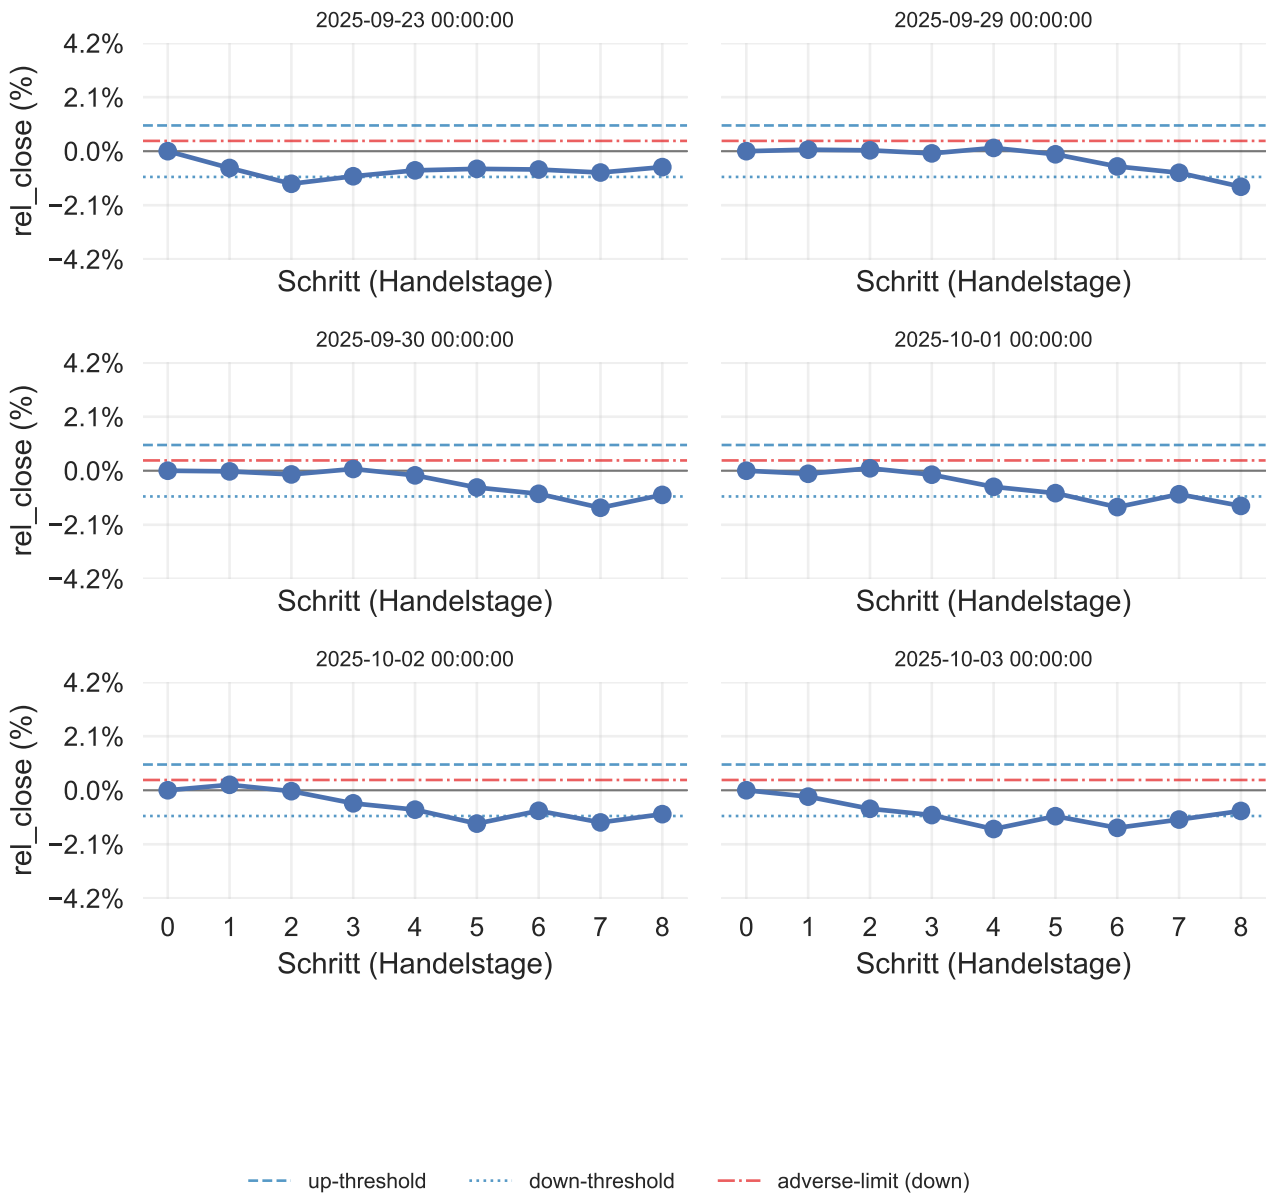 2025-09-23 00:00:00
2025-09-29 00:00:00
rel_close (%)
4.2%
2.1%
0.0%
−2.1%
−4.2%
Schritt (Handelstage)
Schritt (Handelstage)
2025-09-30 00:00:00
2025-10-01 00:00:00
rel_close (%)
4.2%
2.1%
0.0%
−2.1%
−4.2%
Schritt (Handelstage)
Schritt (Handelstage)
2025-10-02 00:00:00
2025-10-03 00:00:00
rel_close (%)
4.2%
2.1%
0.0%
−2.1%
−4.2%
0 1 2 3 4 5 6 7 8
0 1 2 3 4 5 6 7 8
Schritt (Handelstage)
Schritt (Handelstage)
up-threshold
down-threshold
adverse-limit (down)